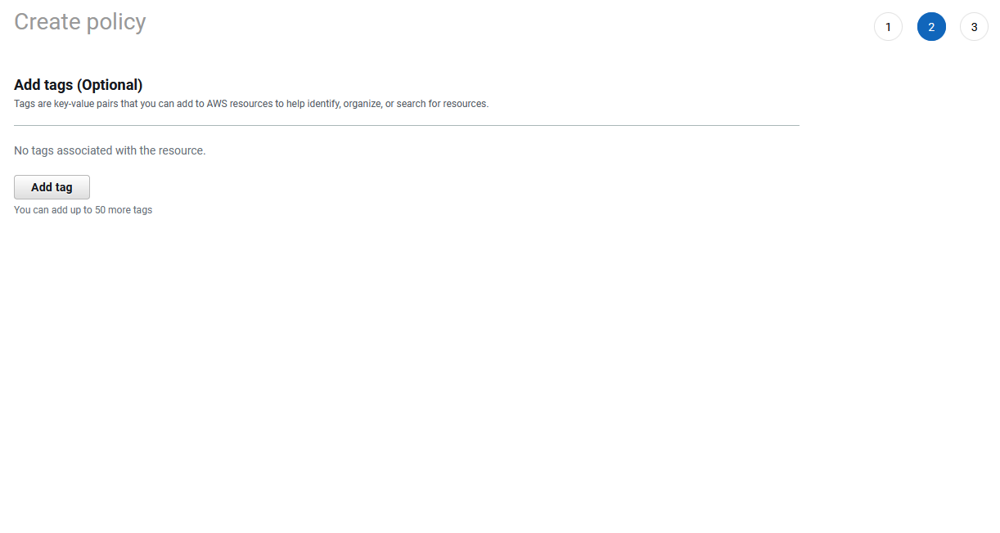 Create policy
1 2 3
Add tags (Optional)
Tags are key-value pairs that you can add to AWS resources to help identify, organize, or search for resources.
No tags associated with the resource.
Add tag
You can add up to 50 more tags